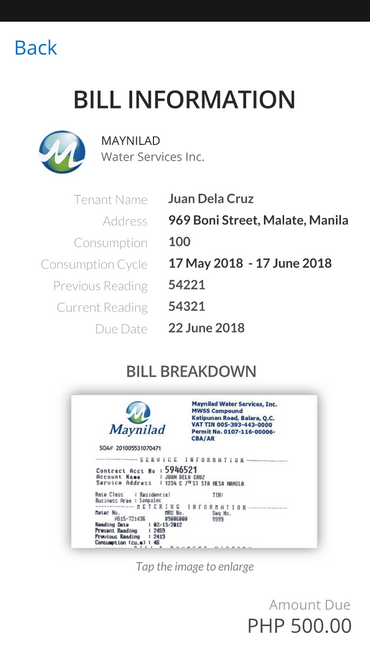 Back
BILL INFORMATION
MAYNILAD
Water Services Inc.
Tenant Name Juan Dela Cruz
Address 969 Boni Street, Malate, Manila
Consumption 100
Consumption Cycle 17 May 2018 - 17 June 2018
Previous Reading 54221
Current Reading 54321
Due Date 22 June 2018
BILL BREAKDOWN
Maynilad Water Services, Inc.
MWSS Compound
Katipunan Road, Balara, Q.C.
VAT TIN 005-393-443-0000
Permit No. 0107-116-00006-
CBA/AR
Maynilad
SOA# 201005531070471
SERVICE INFORMATION
Contract Acct No : 5946521
Account Name : JUAN DELA CRUZ
Service Address : 1234 C 7TH ST STA MESA MANILA
Rate Class : Residential TIN:
Business Area : Sampaloc
METERING INFORMATION
Meter No. MRU No. Seq No.
AS15-721436 09006000 9999
Reading Date : 02/13/2012
Present Reading : 2459
Previous Reading : 2413
Consumption (cu.m) : 46
Tap the image to enlarge
Amount Due
PHP 500.00